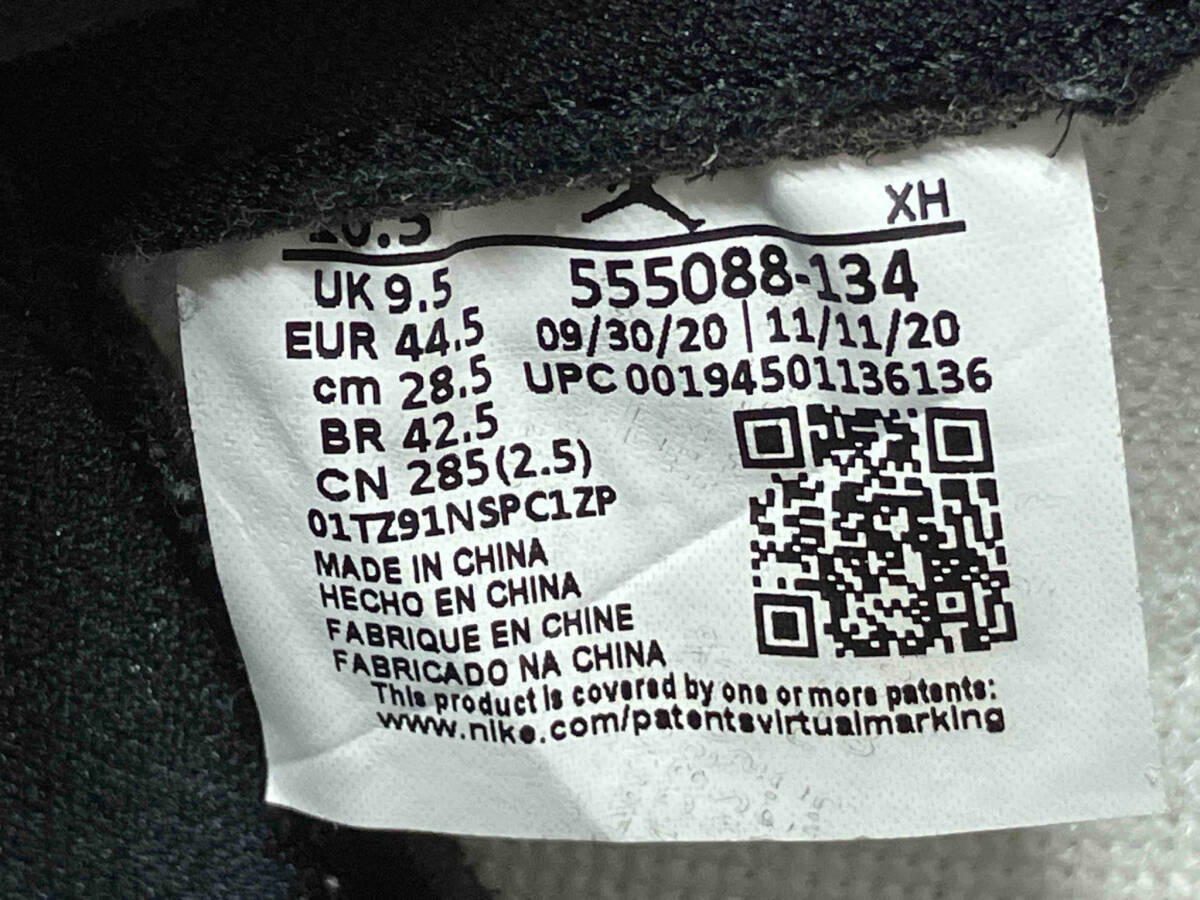 10.5 XH
UK 9.5 555088-134
EUR 44.5 09/30/20 | 11/11/20
cm 28.5 UPC 00194501136136
BR 42.5
CN 285(2.5)
01TZ91NSPC1ZP
MADE IN CHINA
HECHO EN CHINA
FABRIQUE EN CHINE
FABRICADO NA CHINA
This product is covered by one or more patents:
www.nike.com/patentsvirtualmarking